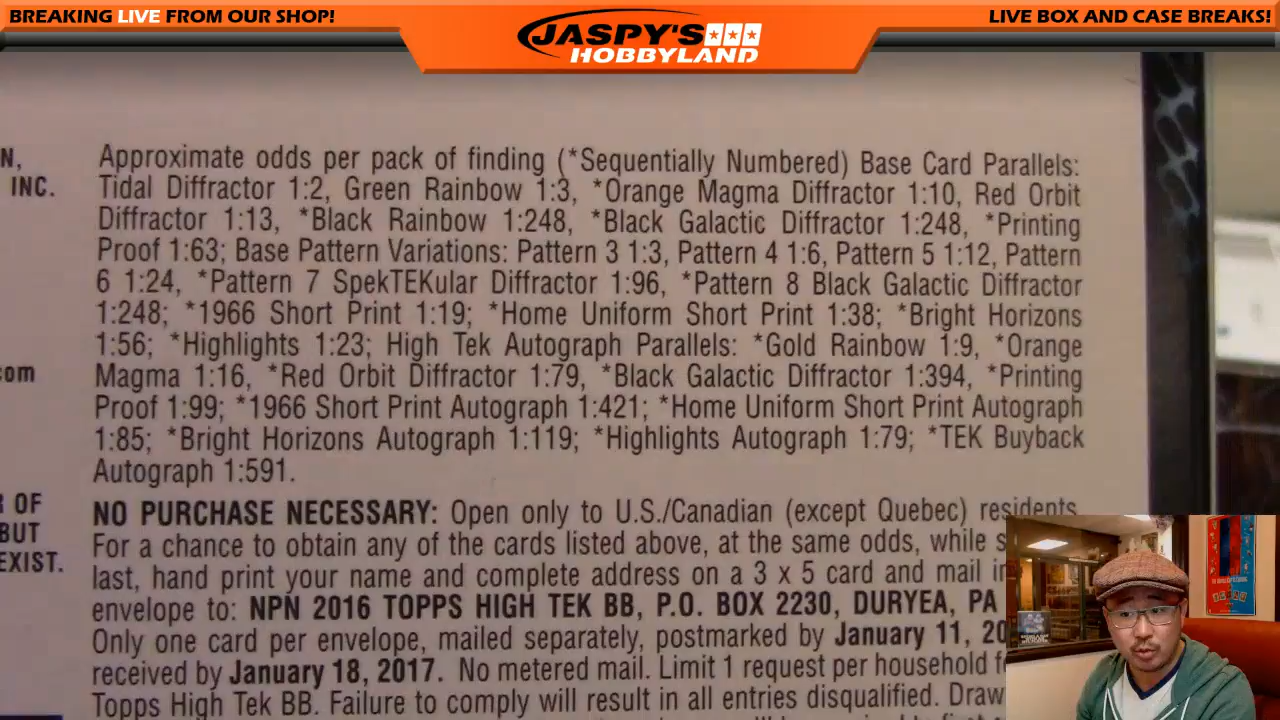 BREAKING LIVE FROM OUR SHOP!
JASPY'S
HOBBYLAND
LIVE BOX AND CASE BREAKS!
N,
INC.
com
R OF
BUT
EXIST.
Approximate odds per pack of finding (*Sequentially Numbered) Base Card Parallels:
Tidal Diffractor 1:2, Green Rainbow 1:3, *Orange Magma Diffractor 1:10, Red Orbit
Diffractor 1:13, *Black Rainbow 1:248, *Black Galactic Diffractor 1:248, *Printing
Proof 1:63; Base Pattern Variations: Pattern 3 1:3, Pattern 4 1:6, Pattern 5 1:12, Pattern
6 1:24, *Pattern 7 SpekTEKular Diffractor 1:96, *Pattern 8 Black Galactic Diffractor
1:248; *1966 Short Print 1:19; *Home Uniform Short Print 1:38; *Bright Horizons
1:56; *Highlights 1:23; High Tek Autograph Parallels: *Gold Rainbow 1:9, *Orange
Magma 1:16, *Red Orbit Diffractor 1:79, *Black Galactic Diffractor 1:394, *Printing
Proof 1:99; *1966 Short Print Autograph 1:421; *Home Uniform Short Print Autograph
1:85; *Bright Horizons Autograph 1:119; *Highlights Autograph 1:79; *TEK Buyback
Autograph 1:591.
NO PURCHASE NECESSARY: Open only to U.S./Canadian (except Quebec) residents.
For a chance to obtain any of the cards listed above, at the same odds, while s
last, hand print your name and complete address on a 3 x 5 card and mail in
envelope to: NPN 2016 TOPPS HIGH TEK BB, P.O. BOX 2230, DURYEA, PA
Only one card per envelope, mailed separately, postmarked by January 11, 20
received by January 18, 2017. No metered mail. Limit 1 request per household f
Topps High Tek BB. Failure to comply will result in all entries disqualified. Draw